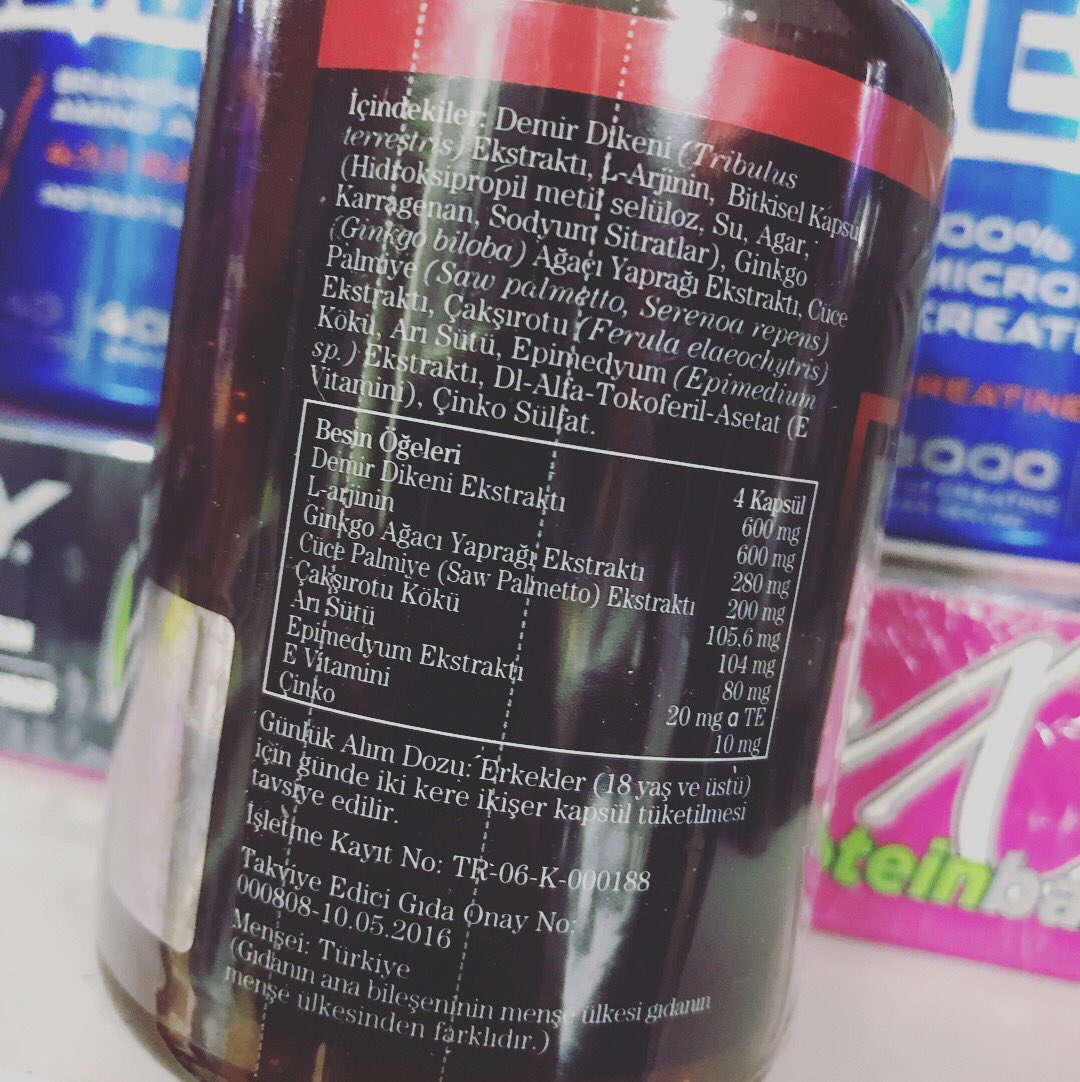 İçindekiler: Demir Dikeni (Tribulus
terrestris) Ekstraktı, L-Arjinin, Bitkisel Kapsül
(Hidroksipropil metil selüloz, Su, Agar,
Karragenan, Sodyum Sitratlar), Ginkgo
(Ginkgo biloba) Ağacı Yaprağı Ekstraktı, Cüce
Palmiye (Saw palmetto, Serenoa repens)
Ekstraktı, Çakşırotu (Ferula elaeochytris)
Kökü, Arı Sütü, Epimedyum (Epimedium
sp.) Ekstraktı, Dl-Alfa-Tokoferil-Asetat (E
Vitamini), Çinko Sülfat.
Besin Öğeleri 4 Kapsül
Demir Dikeni Ekstraktı 600 mg
L-arjinin 600 mg
Ginkgo Ağacı Yaprağı Ekstraktı 280 mg
Cüce Palmiye (Saw Palmetto) Ekstraktı 200 mg
Çakşırotu Kökü 105,6 mg
Arı Sütü 104 mg
Epimedyum Ekstraktı 80 mg
E Vitamini 20 mg α TE
Çinko 10 mg
Günlük Alım Dozu: Erkekler (18 yaş ve üstü)
için günde iki kere ikişer kapsül tüketilmesi
tavsiye edilir.
İşletme Kayıt No: TR-06-K-000188
Takviye Edici Gıda Onay No:
000808-10.05.2016
Menşei: Türkiye
(Gıdanın ana bileşeninin menşe ülkesi gıdanın
menşe ülkesinden farklıdır.)
00%
MICRO
CREATI
REATINE
3000
teinba